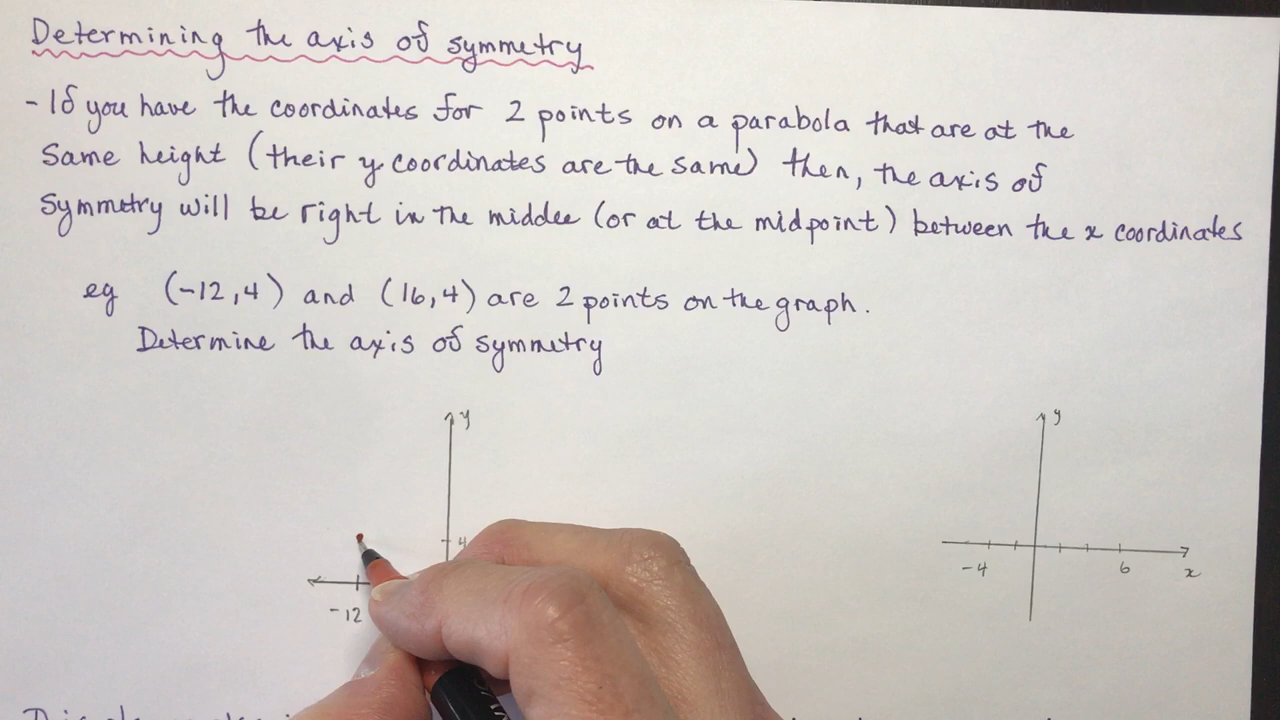 Determining the axis of symmetry
- If you have the coordinates for 2 points on a parabola that are at the
same height (their y coordinates are the same) then, the axis of
symmetry will be right in the middle (or at the midpoint) between the x coordinates
eg (-12,4) and (16,4) are 2 points on the graph.
Determine the axis of symmetry
y
y
4
-4 6 x
-12